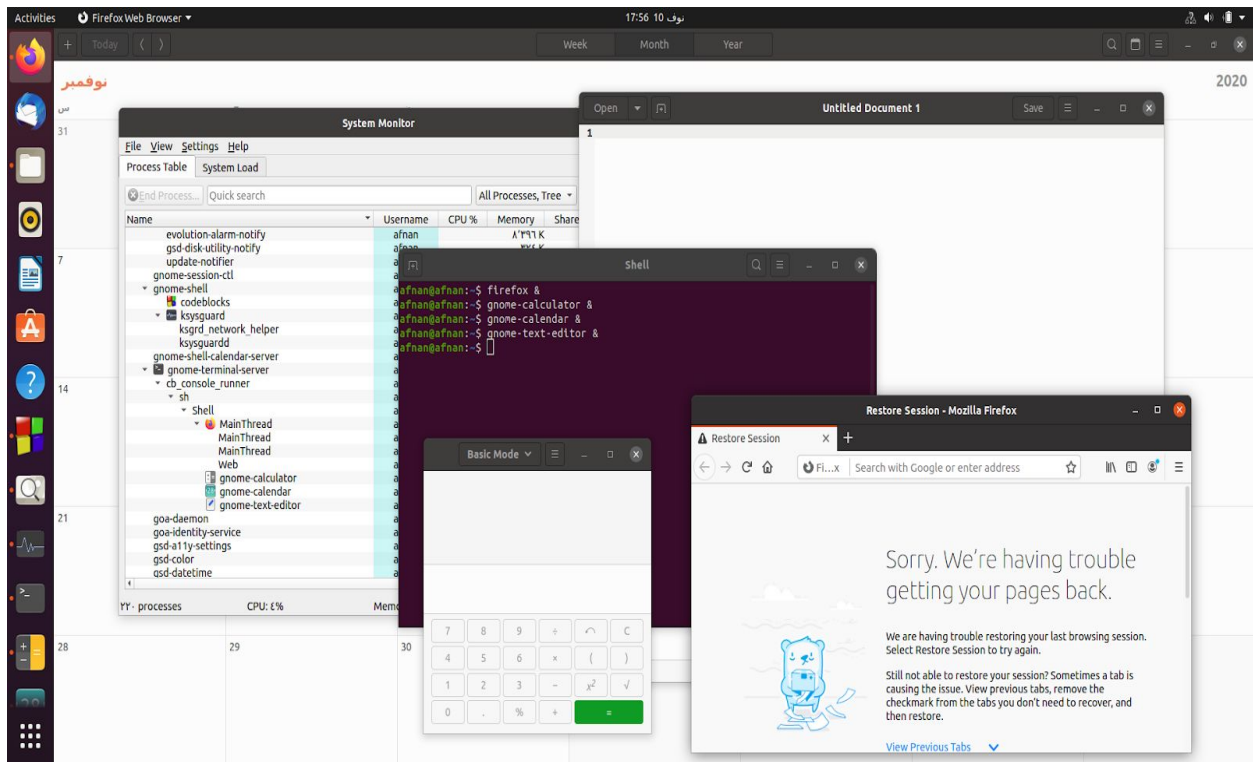 Activities Firefox Web Browser نوف 10 17:56
Today Week Month Year
نوفمبر 2020
س
31
7
14
21
28 29 30
System Monitor
File View Settings Help
Process Table System Load
End Process... Quick search All Processes, Tree
Name Username CPU % Memory Share
evolution-alarm-notify afnan ٨٬٣٩٦ K
gsd-disk-utility-notify afnan
update-notifier
gnome-session-ctl
gnome-shell
codeblocks
ksysguard
ksgrd_network_helper
ksysguardd
gnome-shell-calendar-server
gnome-terminal-server
cb_console_runner
sh
Shell
MainThread
MainThread
MainThread
Web
gnome-calculator
gnome-calendar
gnome-text-editor
goa-daemon
goa-identity-service
gsd-a11y-settings
gsd-color
gsd-datetime
٢٢٠ processes CPU: ٤% Memo
Open Untitled Document 1 Save
1
Shell
afnan@afnan:~$ firefox &
afnan@afnan:~$ gnome-calculator &
afnan@afnan:~$ gnome-calendar &
afnan@afnan:~$ gnome-text-editor &
afnan@afnan:~$
Basic Mode
7 8 9 ÷ C
4 5 6 × ( )
1 2 3 − x² √
0 . % + =
Restore Session - Mozilla Firefox
Restore Session
Fi...x Search with Google or enter address
Sorry. We're having trouble
getting your pages back.
We are having trouble restoring your last browsing session.
Select Restore Session to try again.
Still not able to restore your session? Sometimes a tab is
causing the issue. View previous tabs, remove the
checkmark from the tabs you don't need to recover, and
then restore.
View Previous Tabs